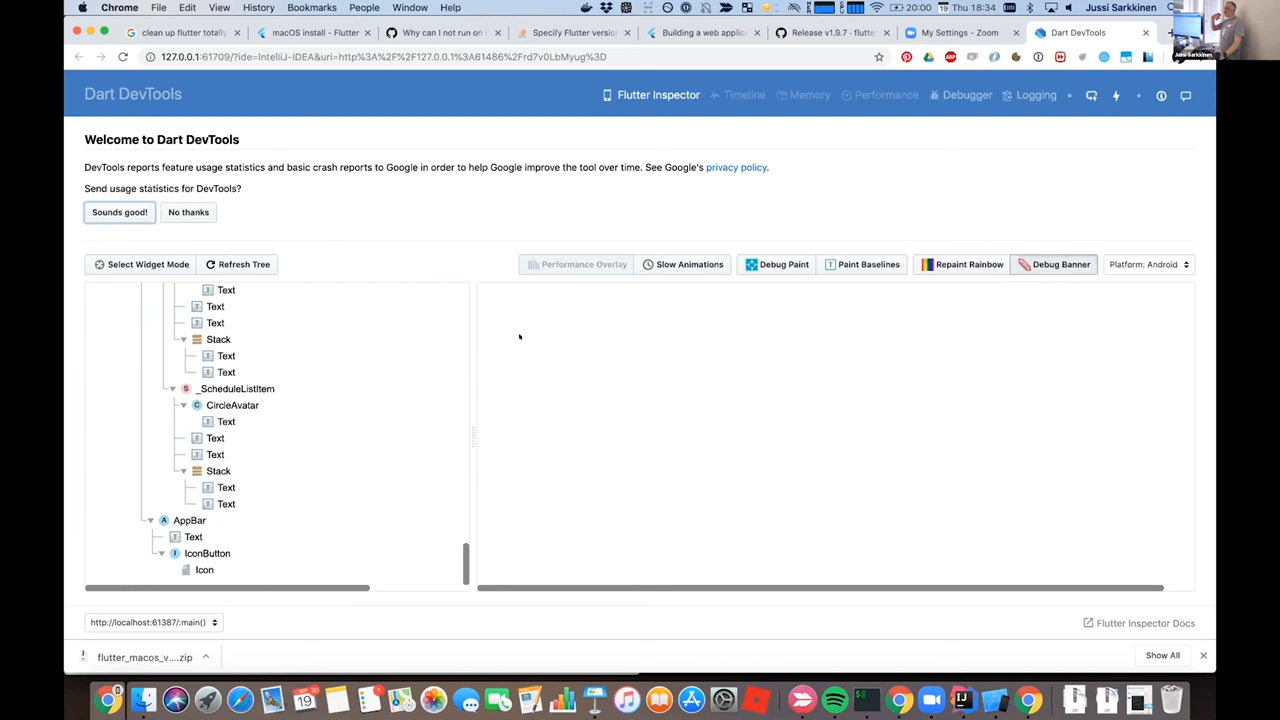 Chrome File Edit View History Bookmarks People Window Help 20:00 19 Thu 18:34 Jussi Sarkkinen
clean up flutter totally macOS install - Flutter Why can I not run on Specify Flutter version Building a web applic Release v1.9.7 · flutte My Settings - Zoom Dart DevTools
Jussi Sarkkinen
127.0.0.1:61709/?ide=IntelliJ-IDEA&uri=http%3A%2F%2F127.0.0.1%3A61486%2Frd7v0LbMyug%3D
Dart DevTools Flutter Inspector Timeline Memory Performance Debugger Logging
Welcome to Dart DevTools
DevTools reports feature usage statistics and basic crash reports to Google in order to help Google improve the tool over time. See Google's privacy policy.
Send usage statistics for DevTools?
Sounds good! No thanks
Select Widget Mode Refresh Tree Performance Overlay Slow Animations Debug Paint Paint Baselines Repaint Rainbow Debug Banner Platform: Android
Text
Text
Text
Stack
Text
Text
_ScheduleListItem
CircleAvatar
Text
Text
Text
Stack
Text
Text
AppBar
Text
IconButton
Icon
http://localhost:61387/:main() Flutter Inspector Docs
flutter_macos_v....zip Show All